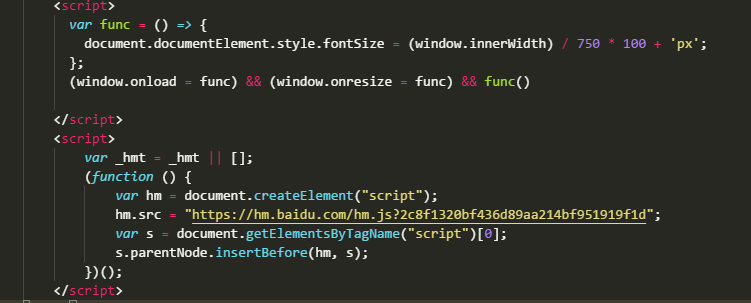 <script>
var func = () => {
document.documentElement.style.fontSize = (window.innerWidth) / 750 * 100 + 'px';
};
(window.onload = func) && (window.onresize = func) && func()
</script>
<script>
var _hmt = _hmt || [];
(function () {
var hm = document.createElement("script");
hm.src = "https://hm.baidu.com/hm.js?2c8f1320bf436d89aa214bf951919f1d";
var s = document.getElementsByTagName("script")[0];
s.parentNode.insertBefore(hm, s);
})();
</script>